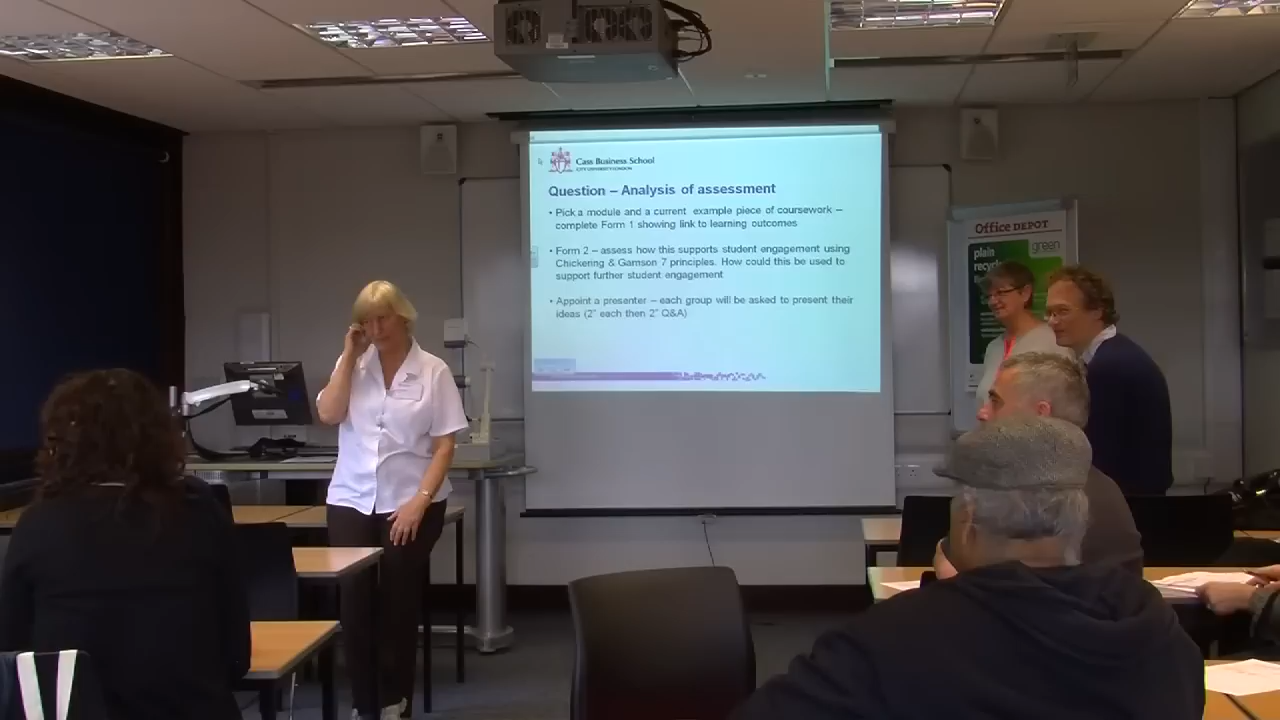 Cass Business School
CITY UNIVERSITY LONDON
Question – Analysis of assessment
• Pick a module and a current example piece of coursework –
complete Form 1 showing link to learning outcomes
• Form 2 – assess how this supports student engagement using
Chickering & Gamson 7 principles. How could this be used to
support further student engagement
• Appoint a presenter – each group will be asked to present their
ideas (2" each then 2" Q&A)
Office DEPOT
green
plain